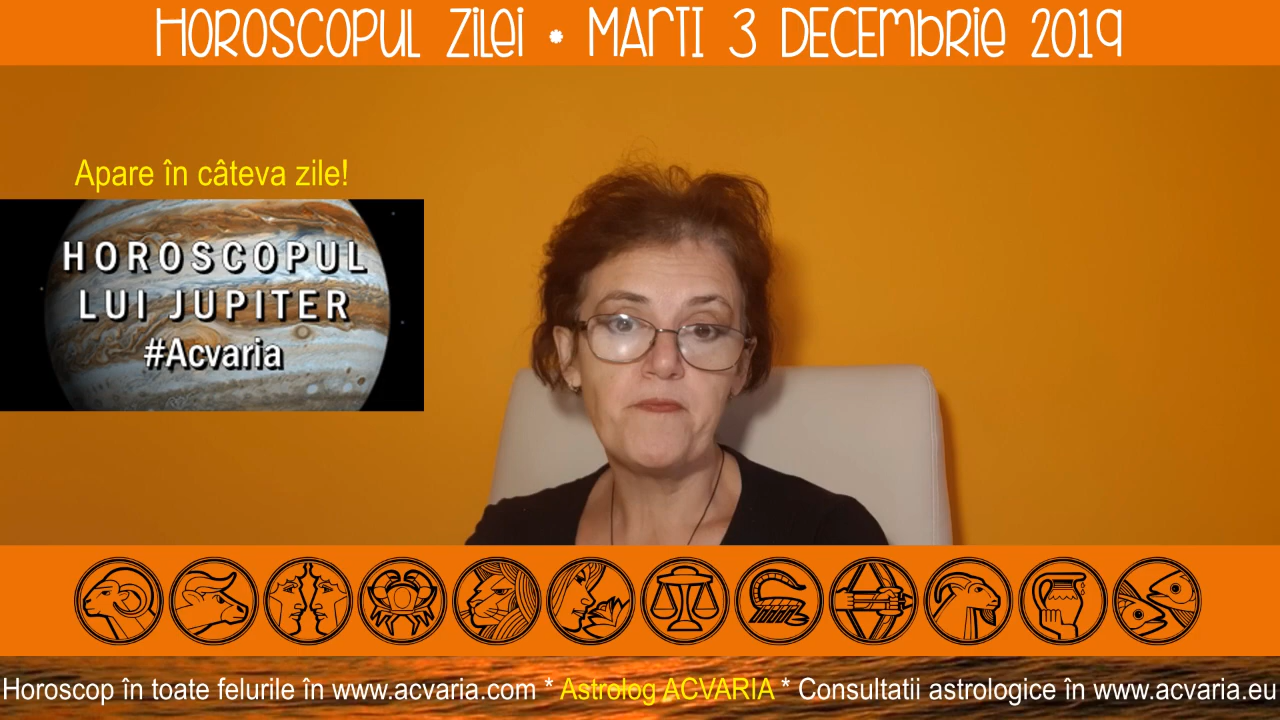 HOROSCOPUL ZILEI • MARTI 3 DECEMBRIE 2019
Apare în câteva zile!
HOROSCOPUL
LUI JUPITER
#Acvaria
Horoscop în toate felurile în www.acvaria.com * Astrolog ACVARIA * Consultatii astrologice în www.acvaria.eu